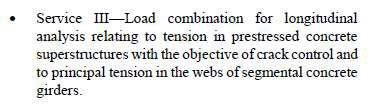 • Service III—Load combination for longitudinal
analysis relating to tension in prestressed concrete
superstructures with the objective of crack control and
to principal tension in the webs of segmental concrete
girders.